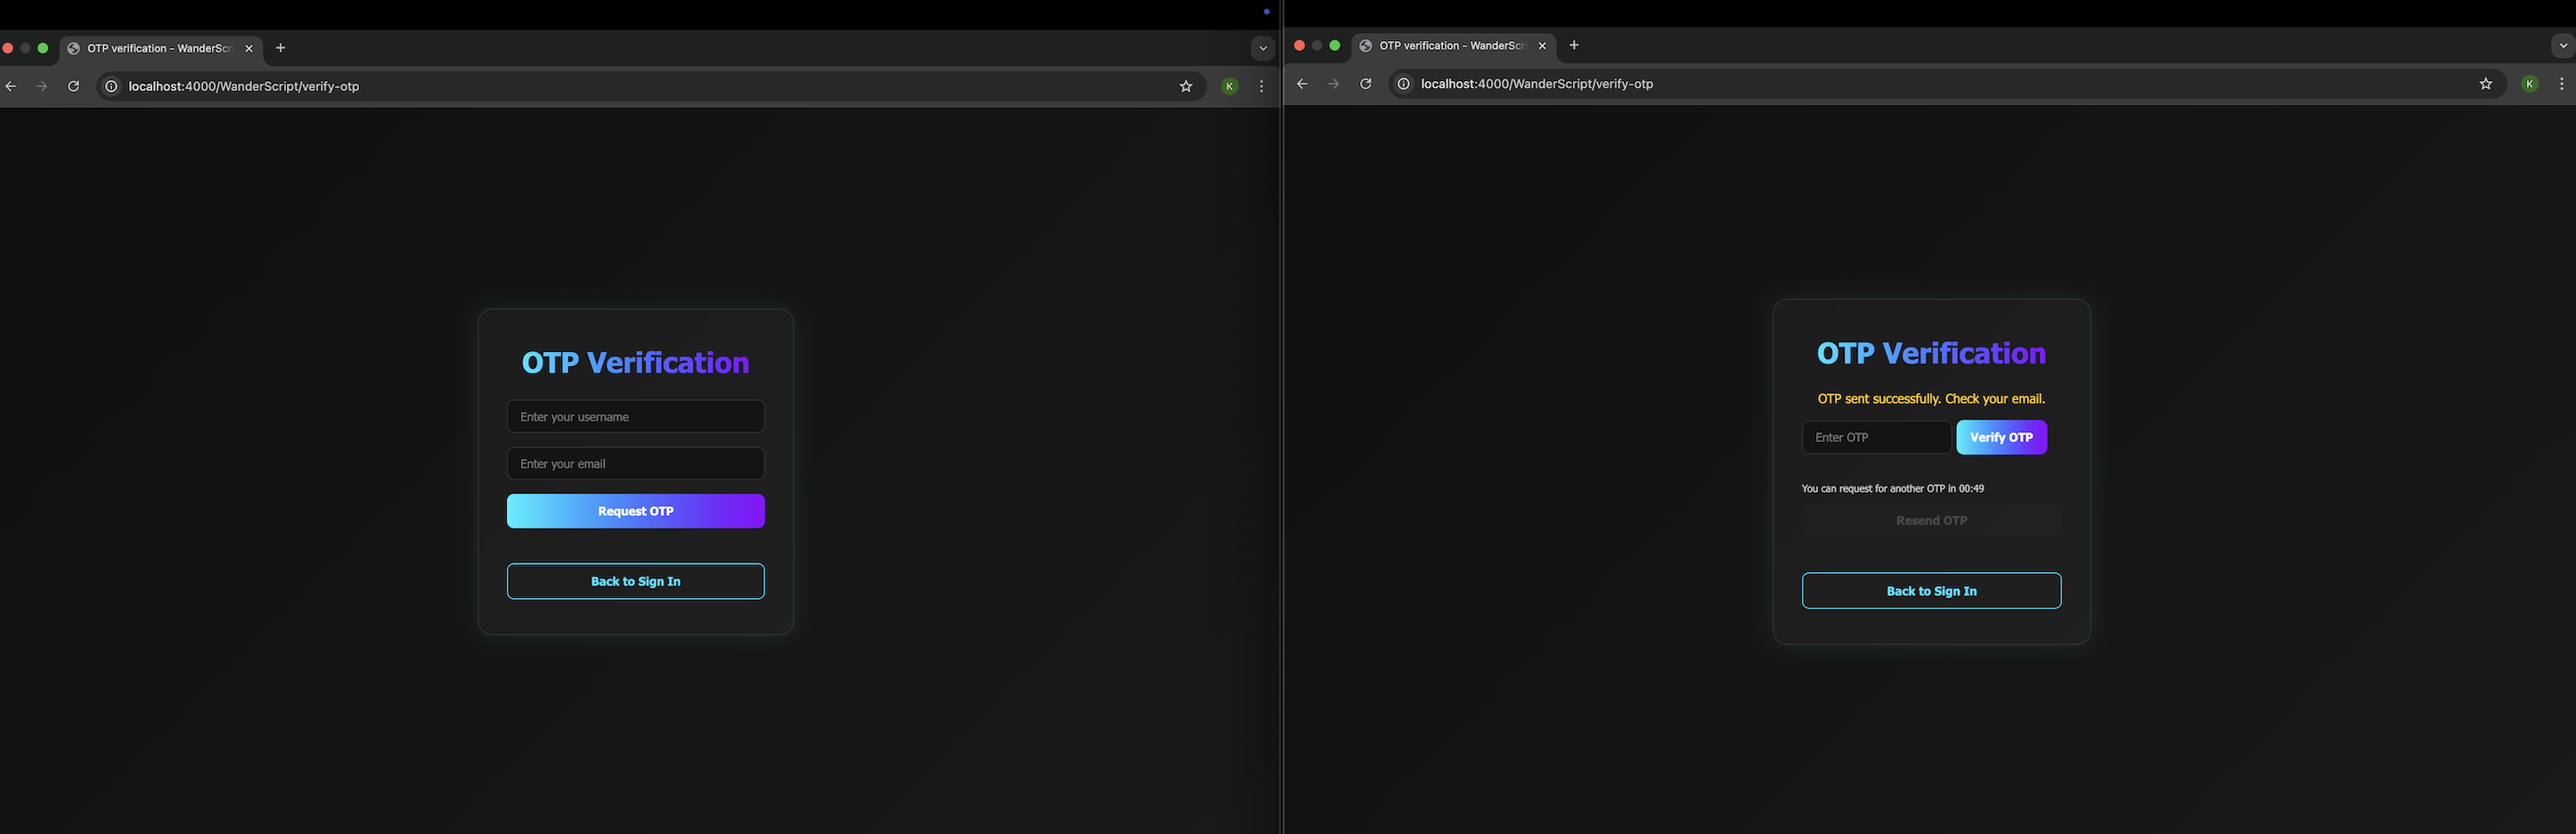 OTP verification - WanderScr
localhost:4000/WanderScript/verify-otp
K
OTP Verification
Enter your username
Enter your email
Request OTP
Back to Sign In
OTP verification - WanderScr
localhost:4000/WanderScript/verify-otp
K
OTP Verification
OTP sent successfully. Check your email.
Enter OTP
Verify OTP
You can request for another OTP in 00:49
Resend OTP
Back to Sign In